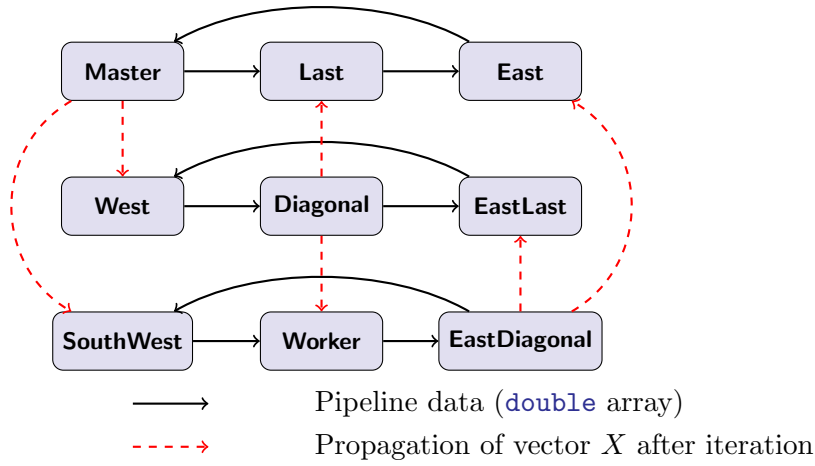 Master Last East
West Diagonal EastLast
SouthWest Worker EastDiagonal
Pipeline data (double array)
Propagation of vector X after iteration